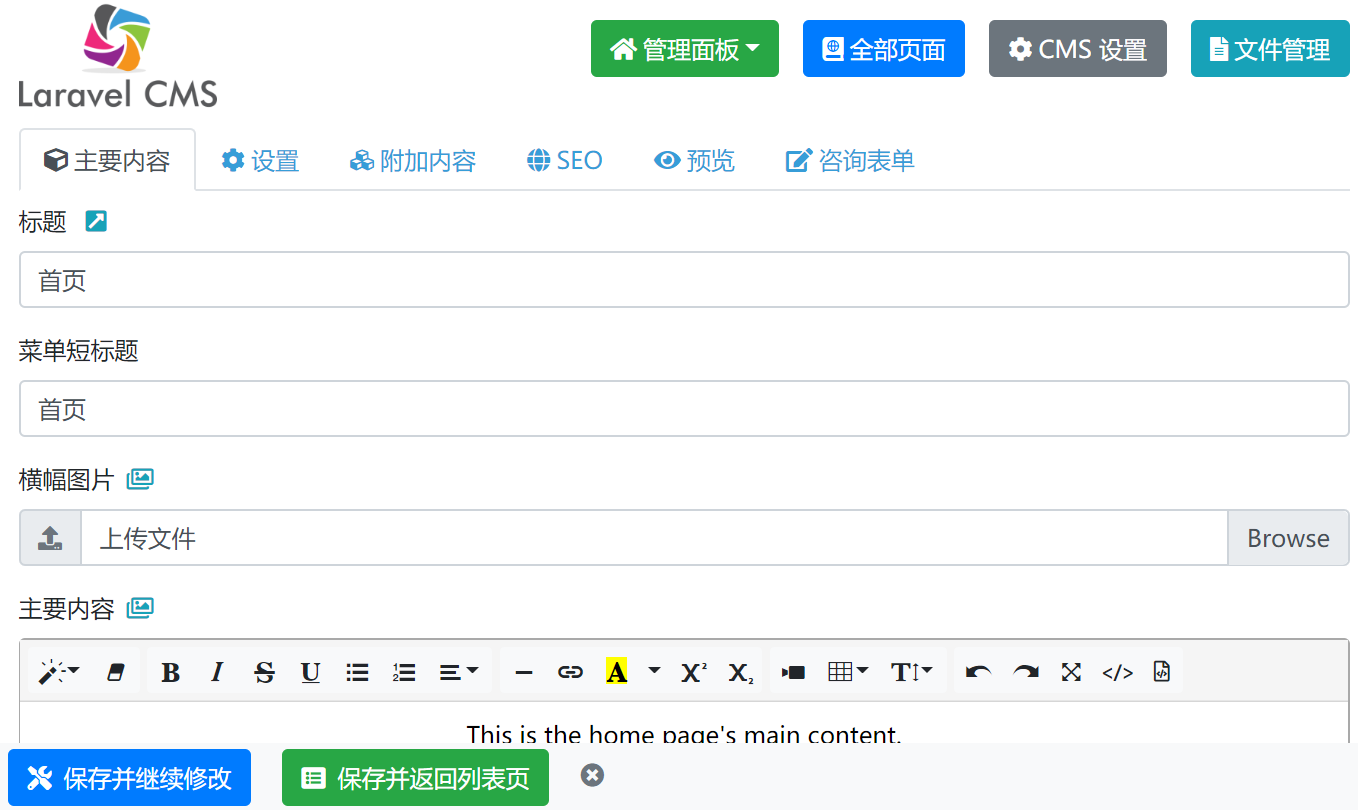 Laravel CMS
管理面板
全部页面
CMS 设置
文件管理
主要内容
设置
附加内容
SEO
预览
咨询表单
标题
首页
菜单短标题
首页
横幅图片
上传文件 Browse
主要内容
This is the home page's main content.
保存并继续修改
保存并返回列表页